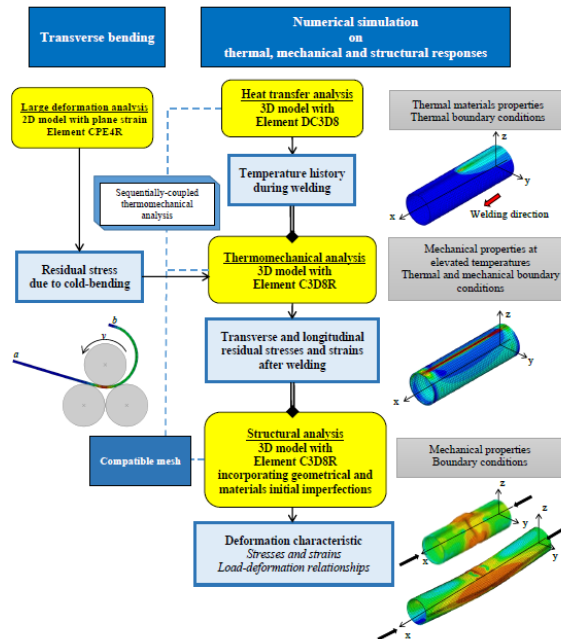 Transverse bending
Numerical simulation
on
thermal, mechanical and structural responses
Large deformation analysis
2D model with plane strain
Element CPE4R
Heat transfer analysis
3D model with
Element DC3D8
Thermal materials properties
Thermal boundary conditions
z
y
x
Welding direction
Sequentially-coupled
thermomechanical
analysis
Temperature history
during welding
Residual stress
due to cold-bending
Thermomechanical analysis
3D model with
Element C3D8R
Mechanical properties at
elevated temperatures
Thermal and mechanical boundary
conditions
z
y
x
b
v
a
Transverse and longitudinal
residual stresses and strains
after welding
Compatible mesh
Structural analysis
3D model with
Element C3D8R
incorporating geometrical and
materials initial imperfections
Mechanical properties
Boundary conditions
z
y
x
z
y
x
Deformation characteristic
Stresses and strains
Load-deformation relationships